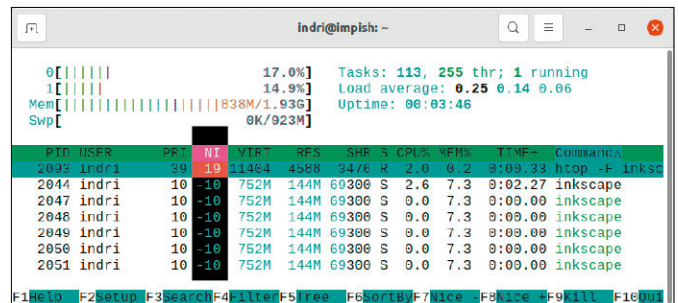 indri@impish: ~
0[||||| 17.0%] Tasks: 113, 255 thr; 1 running
1[|||| 14.9%] Load average: 0.25 0.14 0.06
Mem[||||||||||||||||||||838M/1.93G] Uptime: 00:03:46
Swp[ 0K/923M]
PID USER PRI NI VIRT RES SHR S CPU% MEM% TIME+ Command△
2093 indri 39 19 11404 4588 3476 R 2.0 0.2 0:00.33 htop -F inksc
2044 indri 10 -10 752M 144M 69300 S 2.6 7.3 0:02.27 inkscape
2047 indri 10 -10 752M 144M 69300 S 0.0 7.3 0:00.00 inkscape
2048 indri 10 -10 752M 144M 69300 S 0.0 7.3 0:00.00 inkscape
2049 indri 10 -10 752M 144M 69300 S 0.0 7.3 0:00.00 inkscape
2050 indri 10 -10 752M 144M 69300 S 0.0 7.3 0:00.00 inkscape
2051 indri 10 -10 752M 144M 69300 S 0.0 7.3 0:00.00 inkscape
F1Help F2Setup F3SearchF4FilterF5Tree F6SortByF7Nice -F8Nice +F9Kill F10Qui